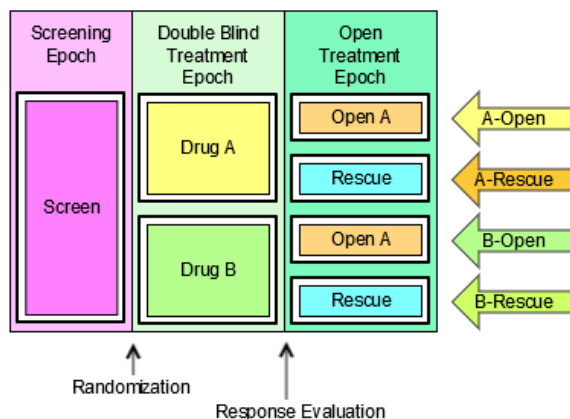 Screening
Epoch
Double Blind
Treatment
Epoch
Open
Treatment
Epoch
Screen
Drug A
Drug B
Open A
Rescue
Open A
Rescue
A-Open
A-Rescue
B-Open
B-Rescue
Randomization
Response Evaluation